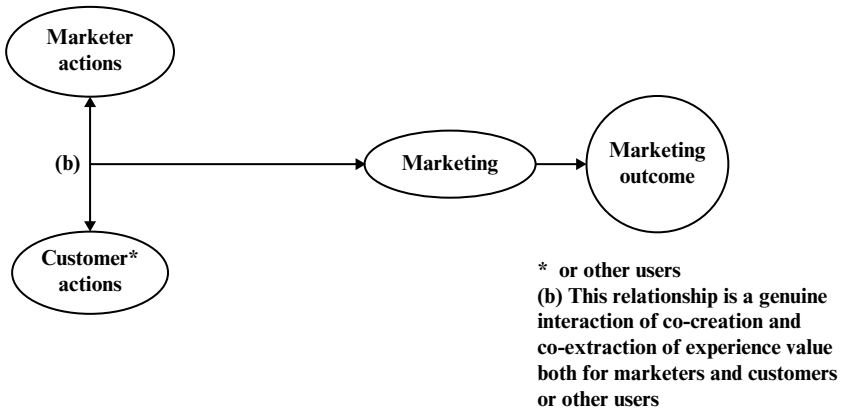 Marketer
actions
(b)
Marketing
Marketing
outcome
Customer*
actions
* or other users
(b) This relationship is a genuine
interaction of co-creation and
co-extraction of experience value
both for marketers and customers
or other users